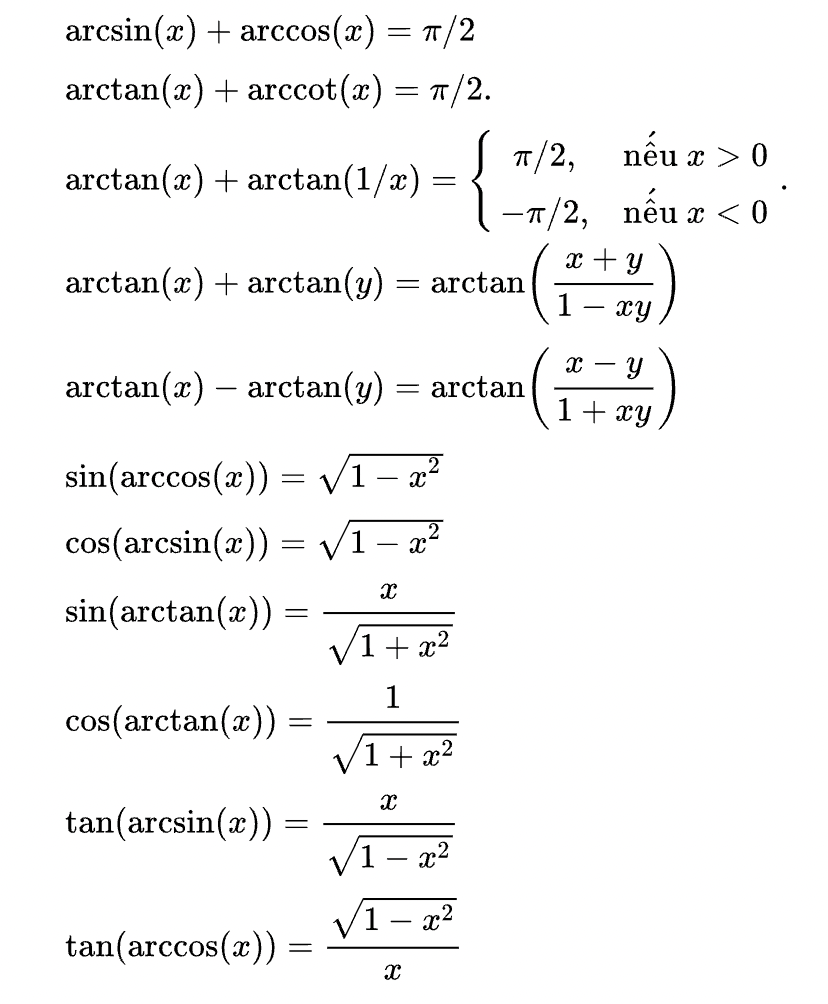 arcsin(x) + arccos(x) = π/2
arctan(x) + arccot(x) = π/2.
arctan(x) + arctan(1/x) = { π/2, nếu x > 0
−π/2, nếu x < 0 .
arctan(x) + arctan(y) = arctan((x + y)/(1 − xy))
arctan(x) − arctan(y) = arctan((x − y)/(1 + xy))
sin(arccos(x)) = √(1 − x²)
cos(arcsin(x)) = √(1 − x²)
sin(arctan(x)) = x/√(1 + x²)
cos(arctan(x)) = 1/√(1 + x²)
tan(arcsin(x)) = x/√(1 − x²)
tan(arccos(x)) = √(1 − x²)/x